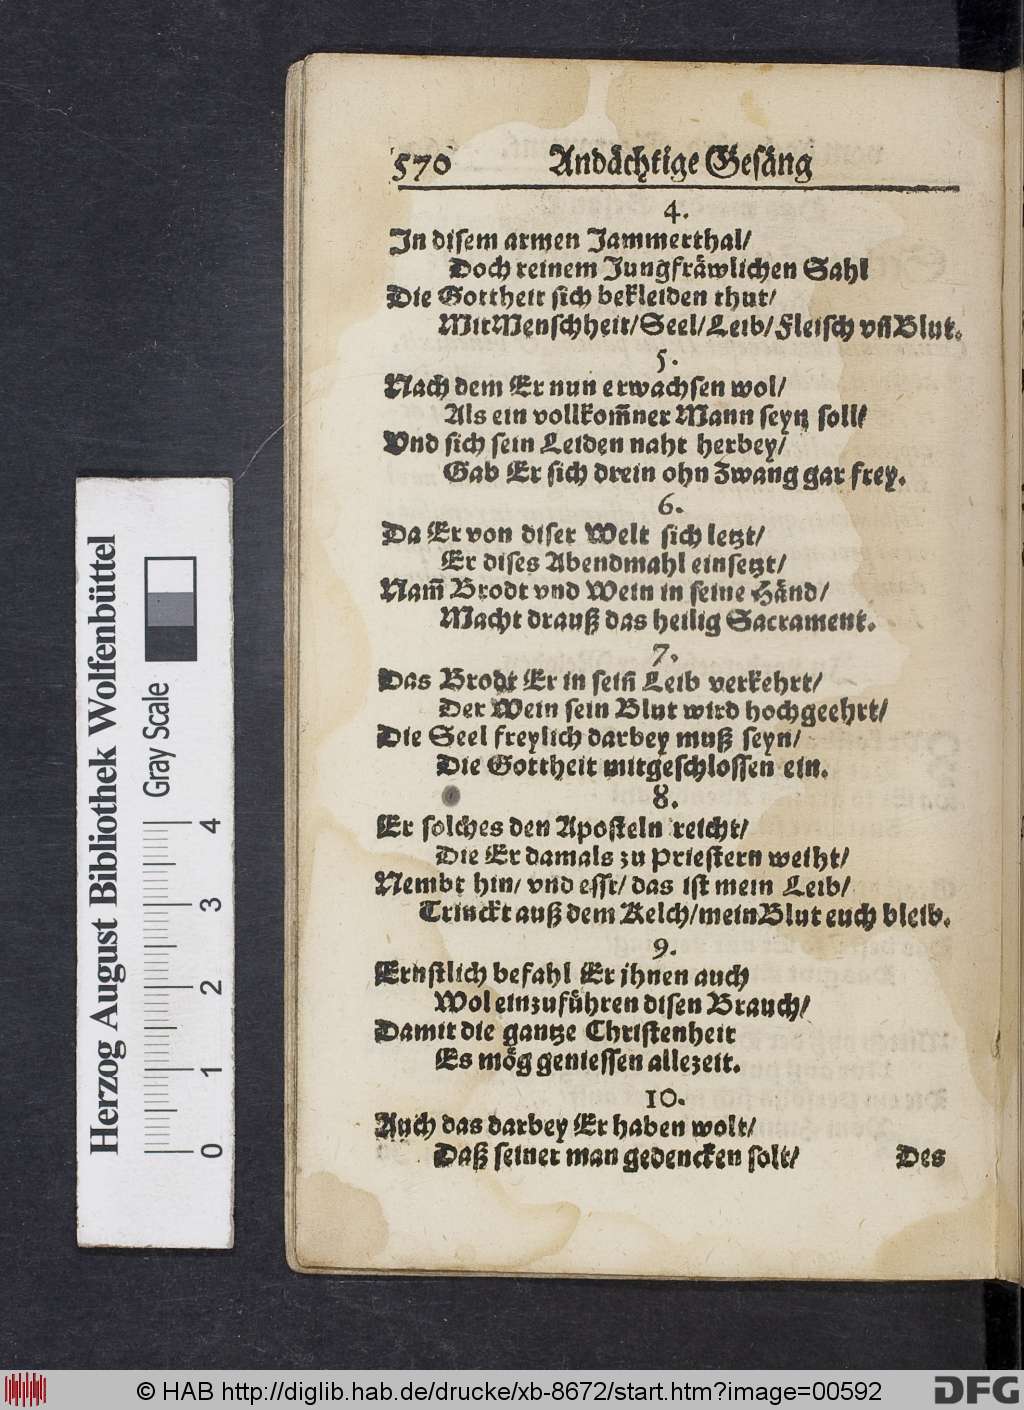 570 Andächtige Gesäng
4.
In disem armen Jammerthal/
Doch reinem Jungfräwlichen Sahl
Die Gottheit sich bekleiden thut/
Mit Menschheit/Seel/Leib/Fleisch vñ Blut.
5.
Nach dem Er nun erwachsen wol/
Als ein vollkom̃ner Mann seyn soll/
Vnd sich sein Leiden naht herbey/
Gab Er sich drein ohn Zwang gar frey.
6.
Da Er von diser Welt sich letzt/
Er dises Abendmahl einsetzt/
Nam̃ Brodt vnd Wein in seine Händ/
Macht drauß das heilig Sacrament.
7.
Das Brodt Er in sein̄ Leib verkehrt/
Der Wein sein Blut wird hochgeehrt/
Die Seel freylich darbey muß seyn/
Die Gottheit mitgeschlossen ein.
8.
Er solches den Aposteln reicht/
Die Er damals zu Priestern weiht/
Nembt hin/ vnd esst/ das ist mein Leib/
Trinckt auß dem Kelch/mein Blut euch bleib.
9.
Ernstlich befahl Er jhnen auch
Wol einzuführen disen Brauch/
Damit die gantze Christenheit
Es mög geniessen allezeit.
10.
Auch das darbey Er haben wolt/
Daß seiner man gedencken solt/
Des
Herzog August Bibliothek Wolfenbüttel
Gray Scale
0 1 2 3 4
© HAB http://diglib.hab.de/drucke/xb-8672/start.htm?image=00592
DFG